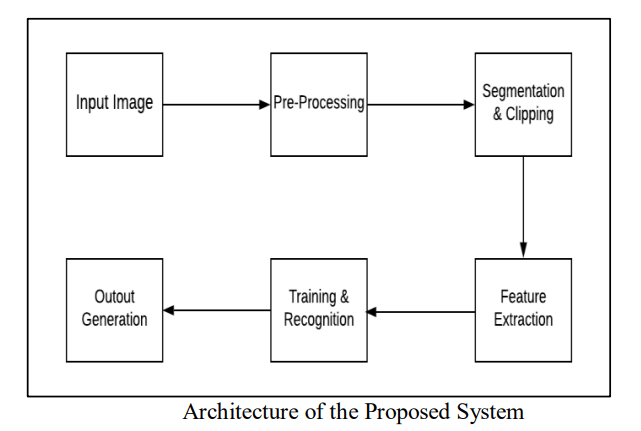 Input Image
Pre-Processing
Segmentation
& Clipping
Feature
Extraction
Training &
Recognition
Outout
Generation
Architecture of the Proposed System